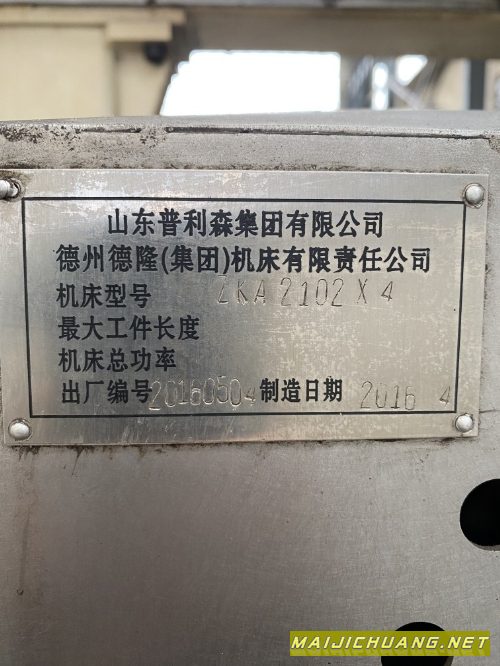 山东普利森集团有限公司
德州德隆(集团)机床有限责任公司
机床型号 ZKA2102X4
最大工件长度
机床总功率
出厂编号20160504制造日期 2016 4
MAIJICHUANG.NET